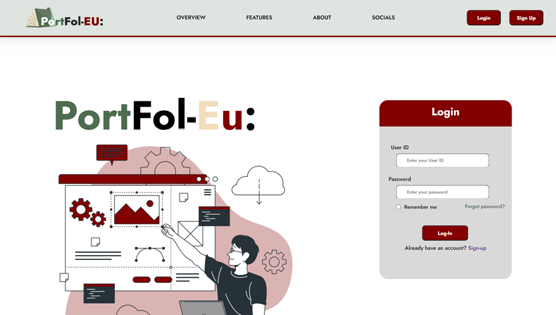 PortFol-EU:
OVERVIEW
FEATURES
ABOUT
SOCIALS
Login
Sign Up
PortFol-Eu:
Login
User ID
Enter your User ID
Password
Enter your password
Remember me
Forgot password?
Log-In
Already have an account? Sign-up